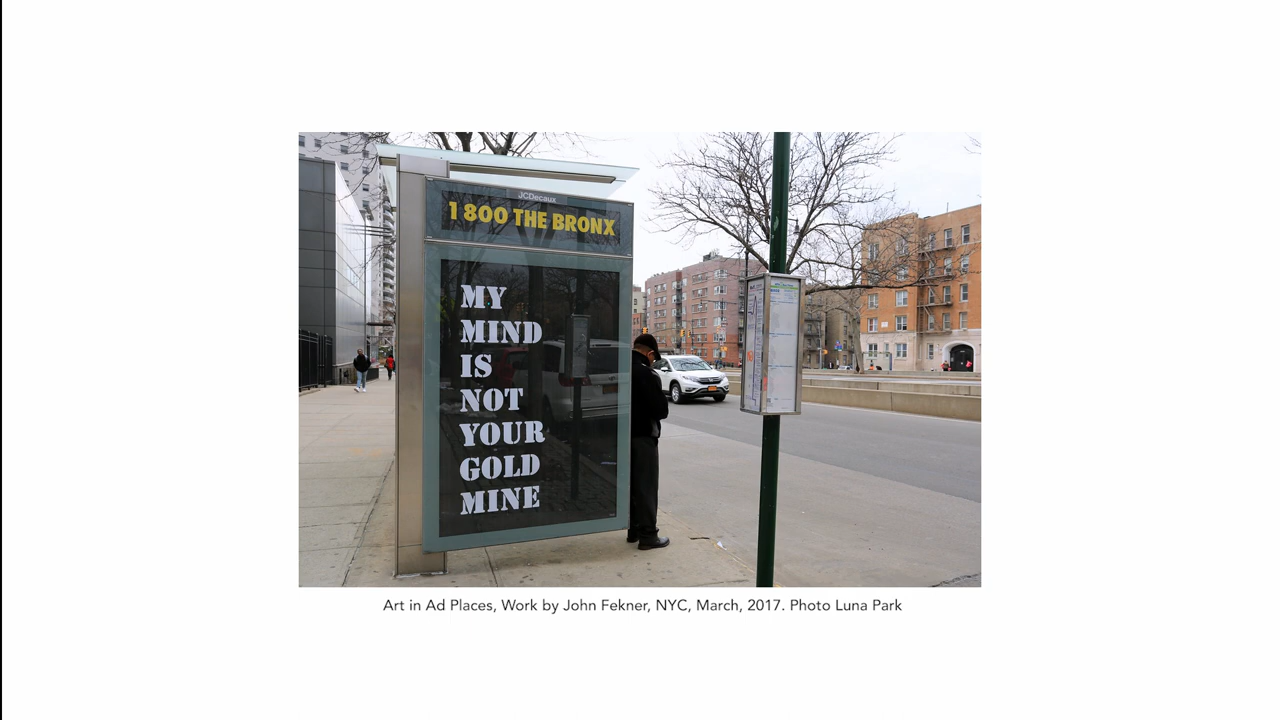 JCDecaux
1 800 THE BRONX
MY
MIND
IS
NOT
YOUR
GOLD
MINE
Art in Ad Places, Work by John Fekner, NYC, March, 2017. Photo Luna Park